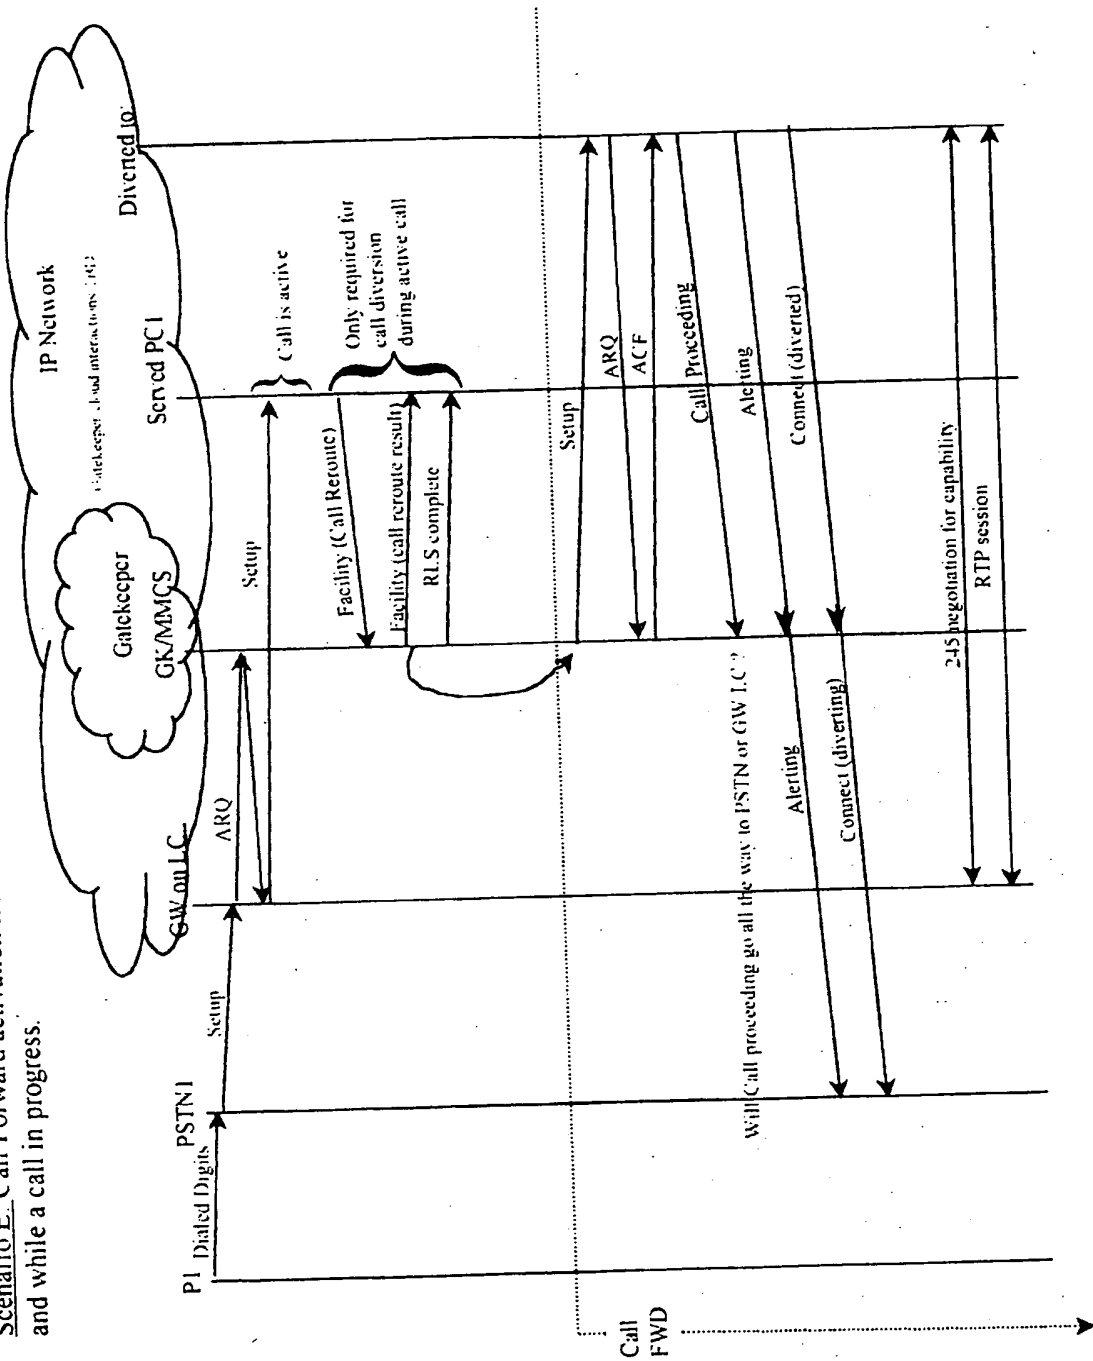 Scenario E: Call Forward
and while a call in progress.
IP Network
Gatekeeper
GK/MMCS
GW on LC
Served PC1
Diverted to:
P1
PSTN1
Dialed Digits
Setup
ARQ
Setup
Call is active
Facility (Call Reroute)
Facility (call reroute result)
RLS complete
Only required for
call diversion
during active call
Call
FWD
Setup
ARQ
ACF
Call Proceeding
Will Call proceeding go all the way to PSTN or GW LC ?
Alerting
Alerting
Connect (diverted)
Connect (diverting)
245 negotiation for capability
RTP session